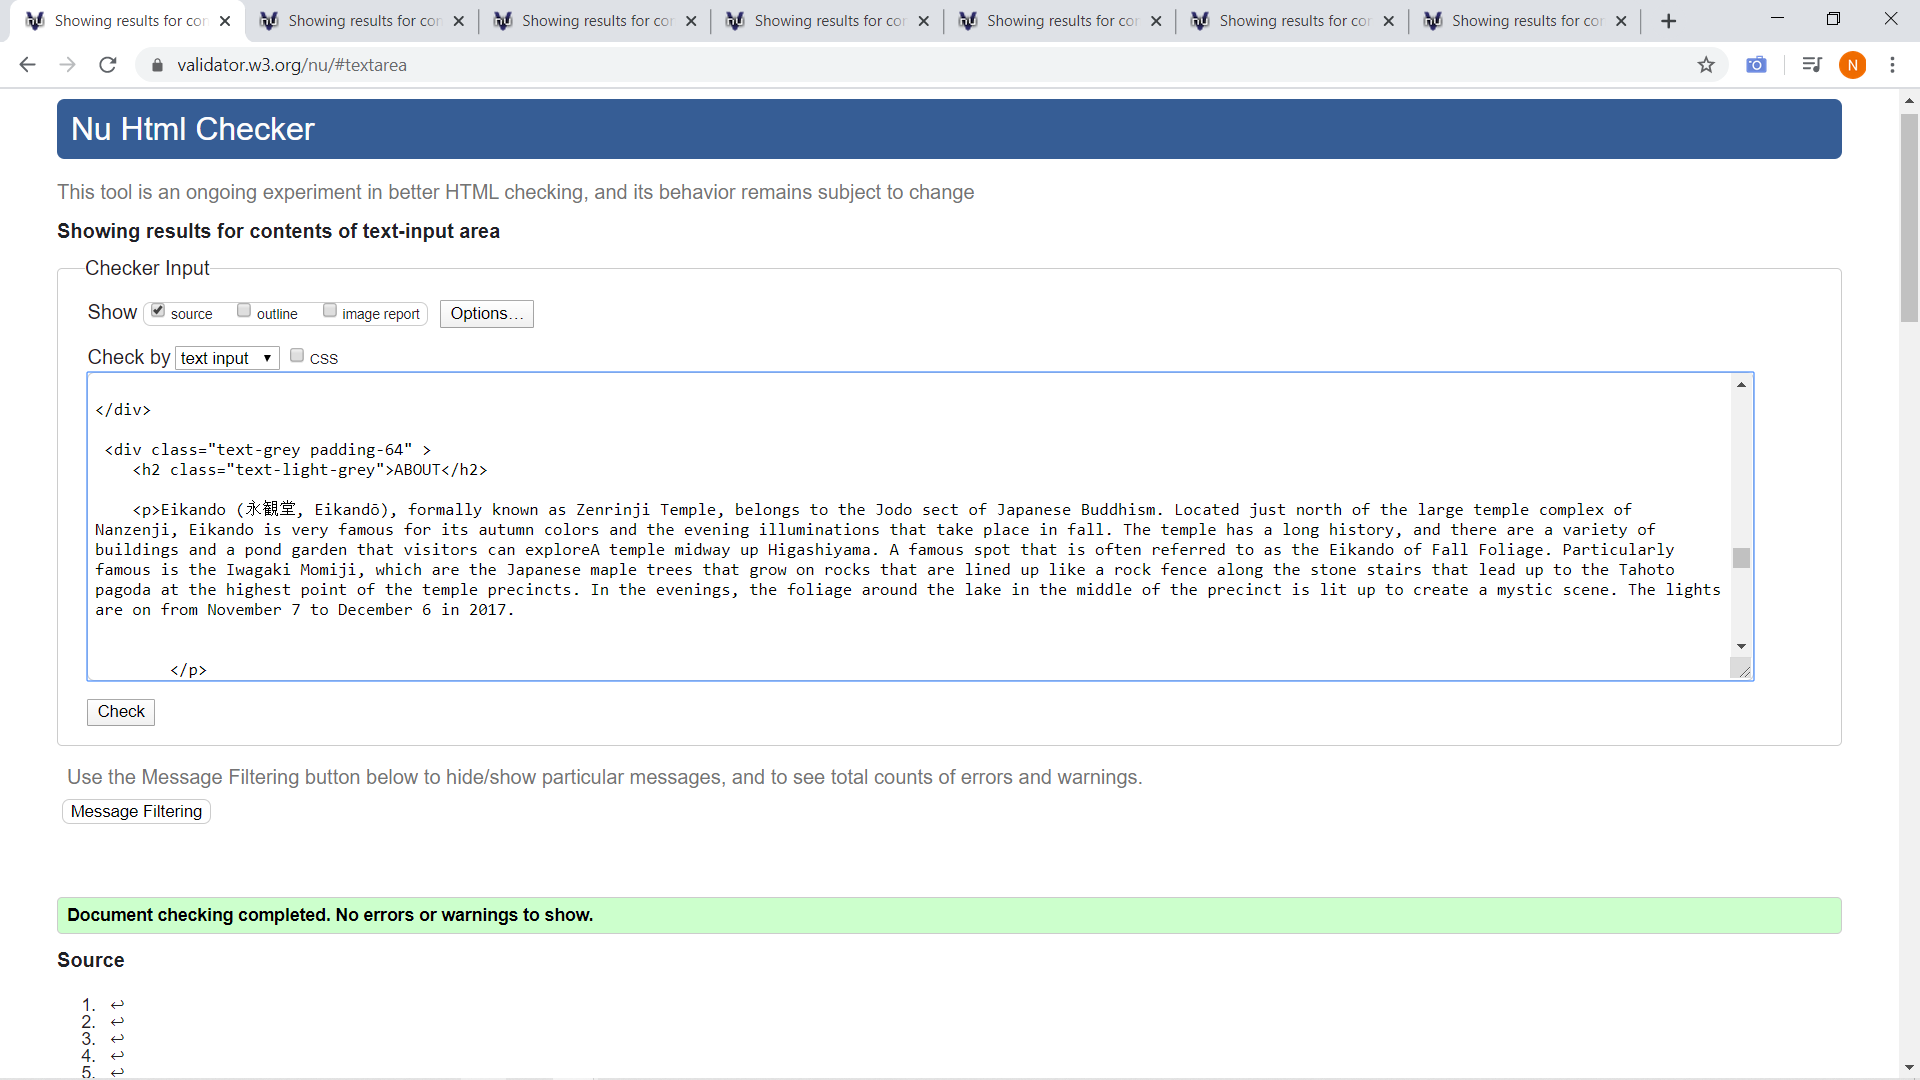 Showing results for co
Showing results for con
Showing results for cor
Showing results for cor
Showing results for cor
Showing results for cor
Showing results for cor
validator.w3.org/nu/#textarea
N
Nu Html Checker
This tool is an ongoing experiment in better HTML checking, and its behavior remains subject to change
Showing results for contents of text-input area
Checker Input
Show source outline image report Options...
Check by text input CSS
</div>
<div class="text-grey padding-64" >
<h2 class="text-light-grey">ABOUT</h2>
<p>Eikando (永観堂, Eikandō), formally known as Zenrinji Temple, belongs to the Jodo sect of Japanese Buddhism. Located just north of the large temple complex of
Nanzenji, Eikando is very famous for its autumn colors and the evening illuminations that take place in fall. The temple has a long history, and there are a variety of
buildings and a pond garden that visitors can exploreA temple midway up Higashiyama. A famous spot that is often referred to as the Eikando of Fall Foliage. Particularly
famous is the Iwagaki Momiji, which are the Japanese maple trees that grow on rocks that are lined up like a rock fence along the stone stairs that lead up to the Tahoto
pagoda at the highest point of the temple precincts. In the evenings, the foliage around the lake in the middle of the precinct is lit up to create a mystic scene. The lights
are on from November 7 to December 6 in 2017.
</p>
Check
Use the Message Filtering button below to hide/show particular messages, and to see total counts of errors and warnings.
Message Filtering
Document checking completed. No errors or warnings to show.
Source
1. ↩
2. ↩
3. ↩
4. ↩
5. ↩